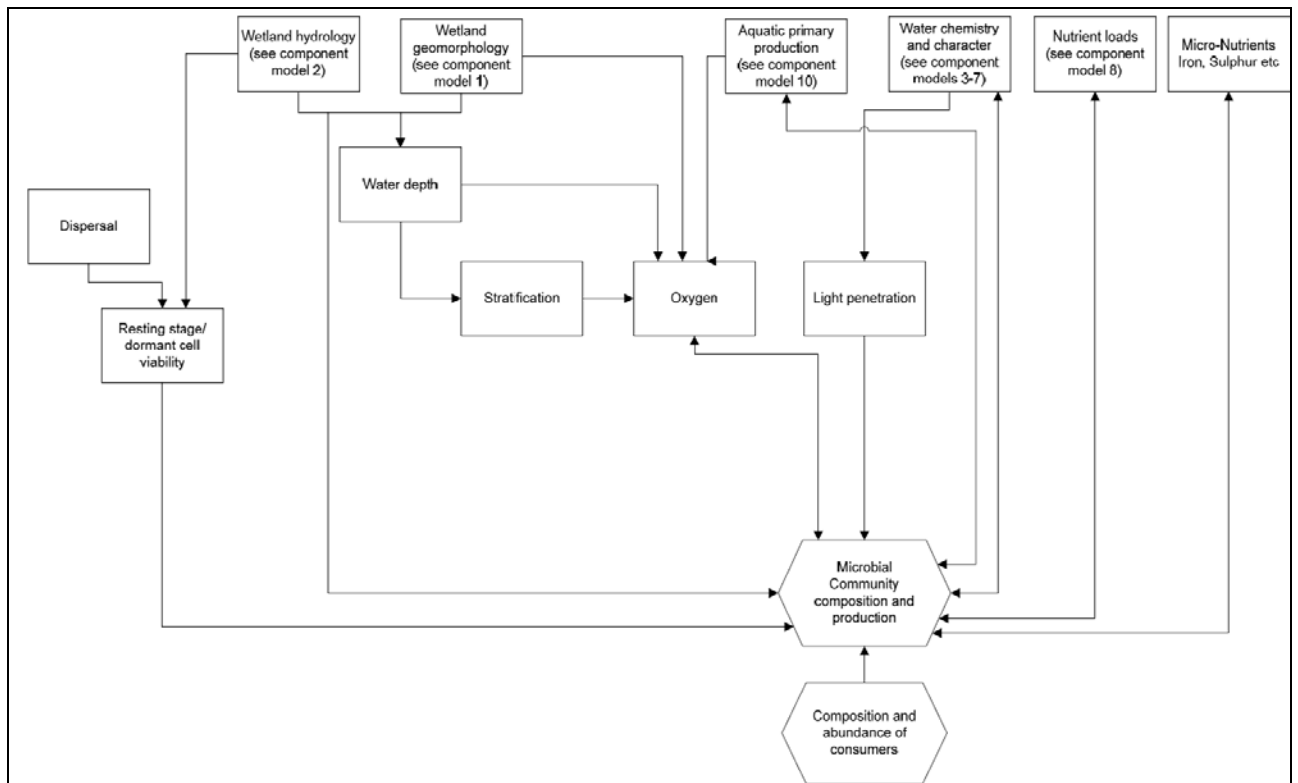 Wetland hydrology
(see component
model 2)
Wetland
geomorphology
(see component
model 1)
Aquatic primary
production
(see component
model 10)
Water chemistry
and character
(see component
models 3-7)
Nutrient loads
(see component
model 8)
Micro-Nutrients
Iron, Sulphur etc
Water depth
Dispersal
Stratification
Oxygen
Light penetration
Resting stage/
dormant cell
viability
Microbial
Community
composition and
production
Composition and
abundance of
consumers